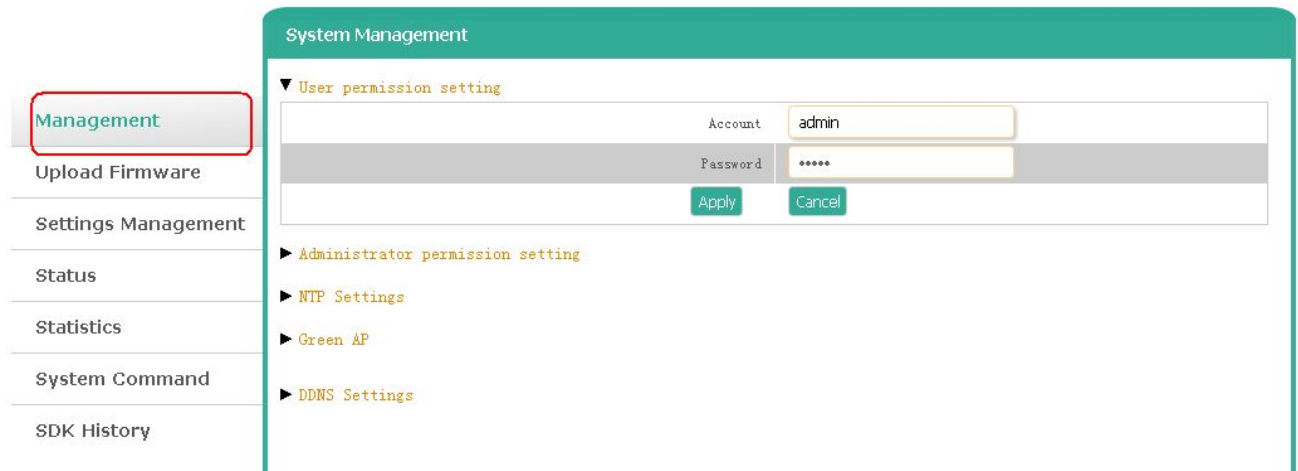 System Management
Management
Upload Firmware
Settings Management
Status
Statistics
System Command
SDK History
▼ User permission setting
Account admin
Password •••••
Apply Cancel
▶ Administrator permission setting
▶ NTP Settings
▶ Green AP
▶ DDNS Settings